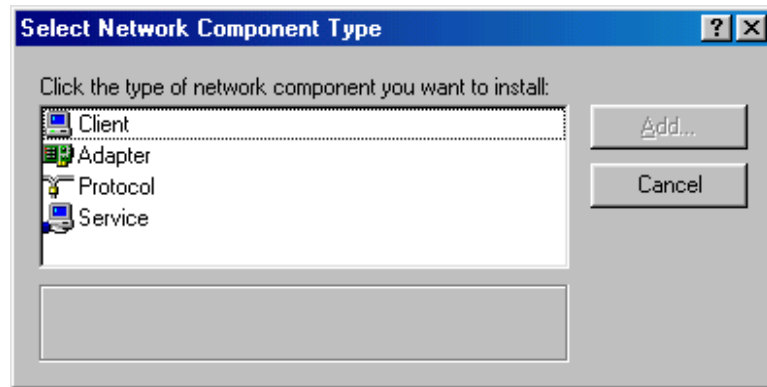 Select Network Component Type
Click the type of network component you want to install:
Client
Add...
Adapter
Protocol
Cancel
Service